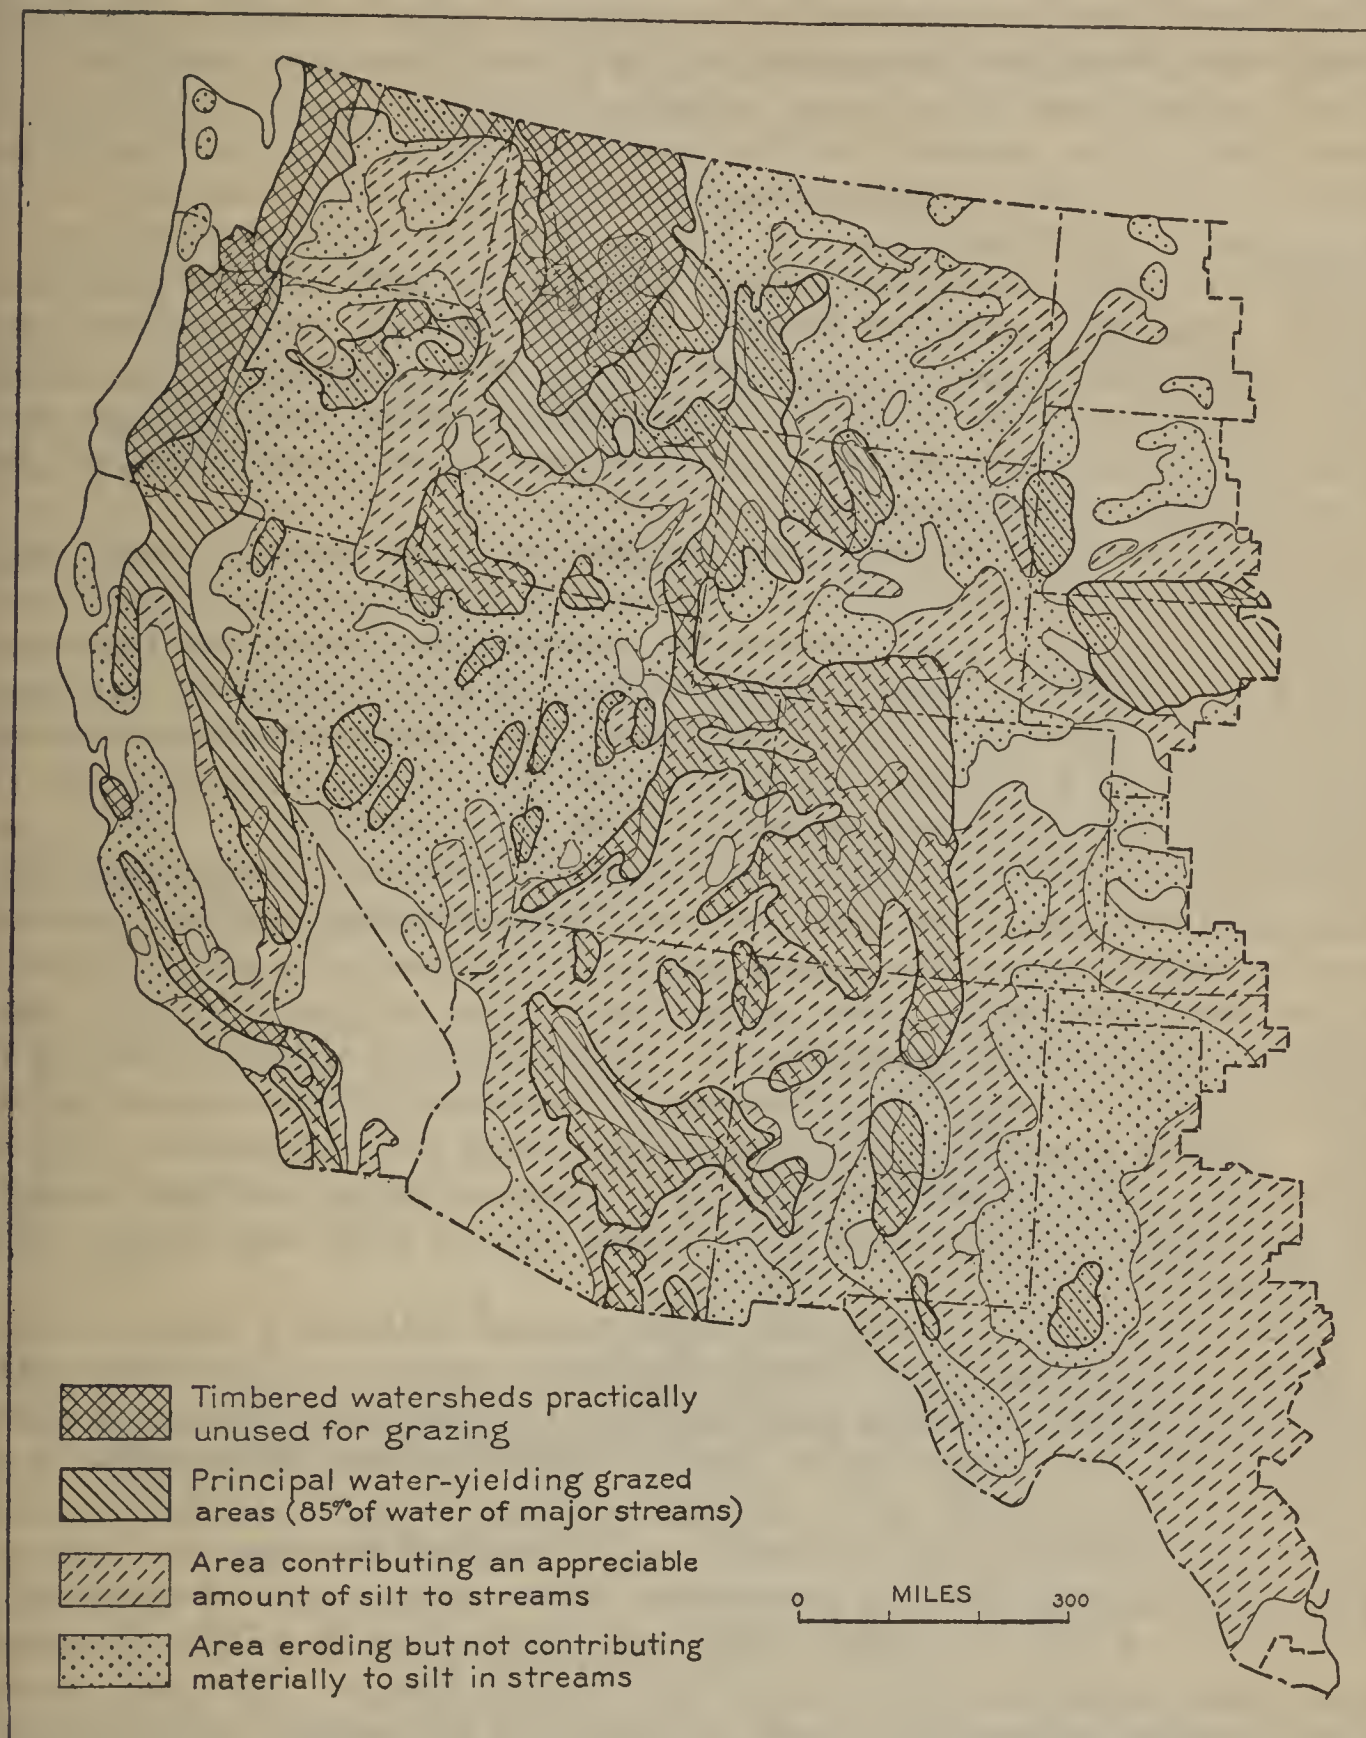 Timbered watersheds practically
unused for grazing
Principal water-yielding grazed
areas (85% of water of major streams)
Area contributing an appreciable
amount of silt to streams
Area eroding but not contributing
materially to silt in streams
MILES
0 300